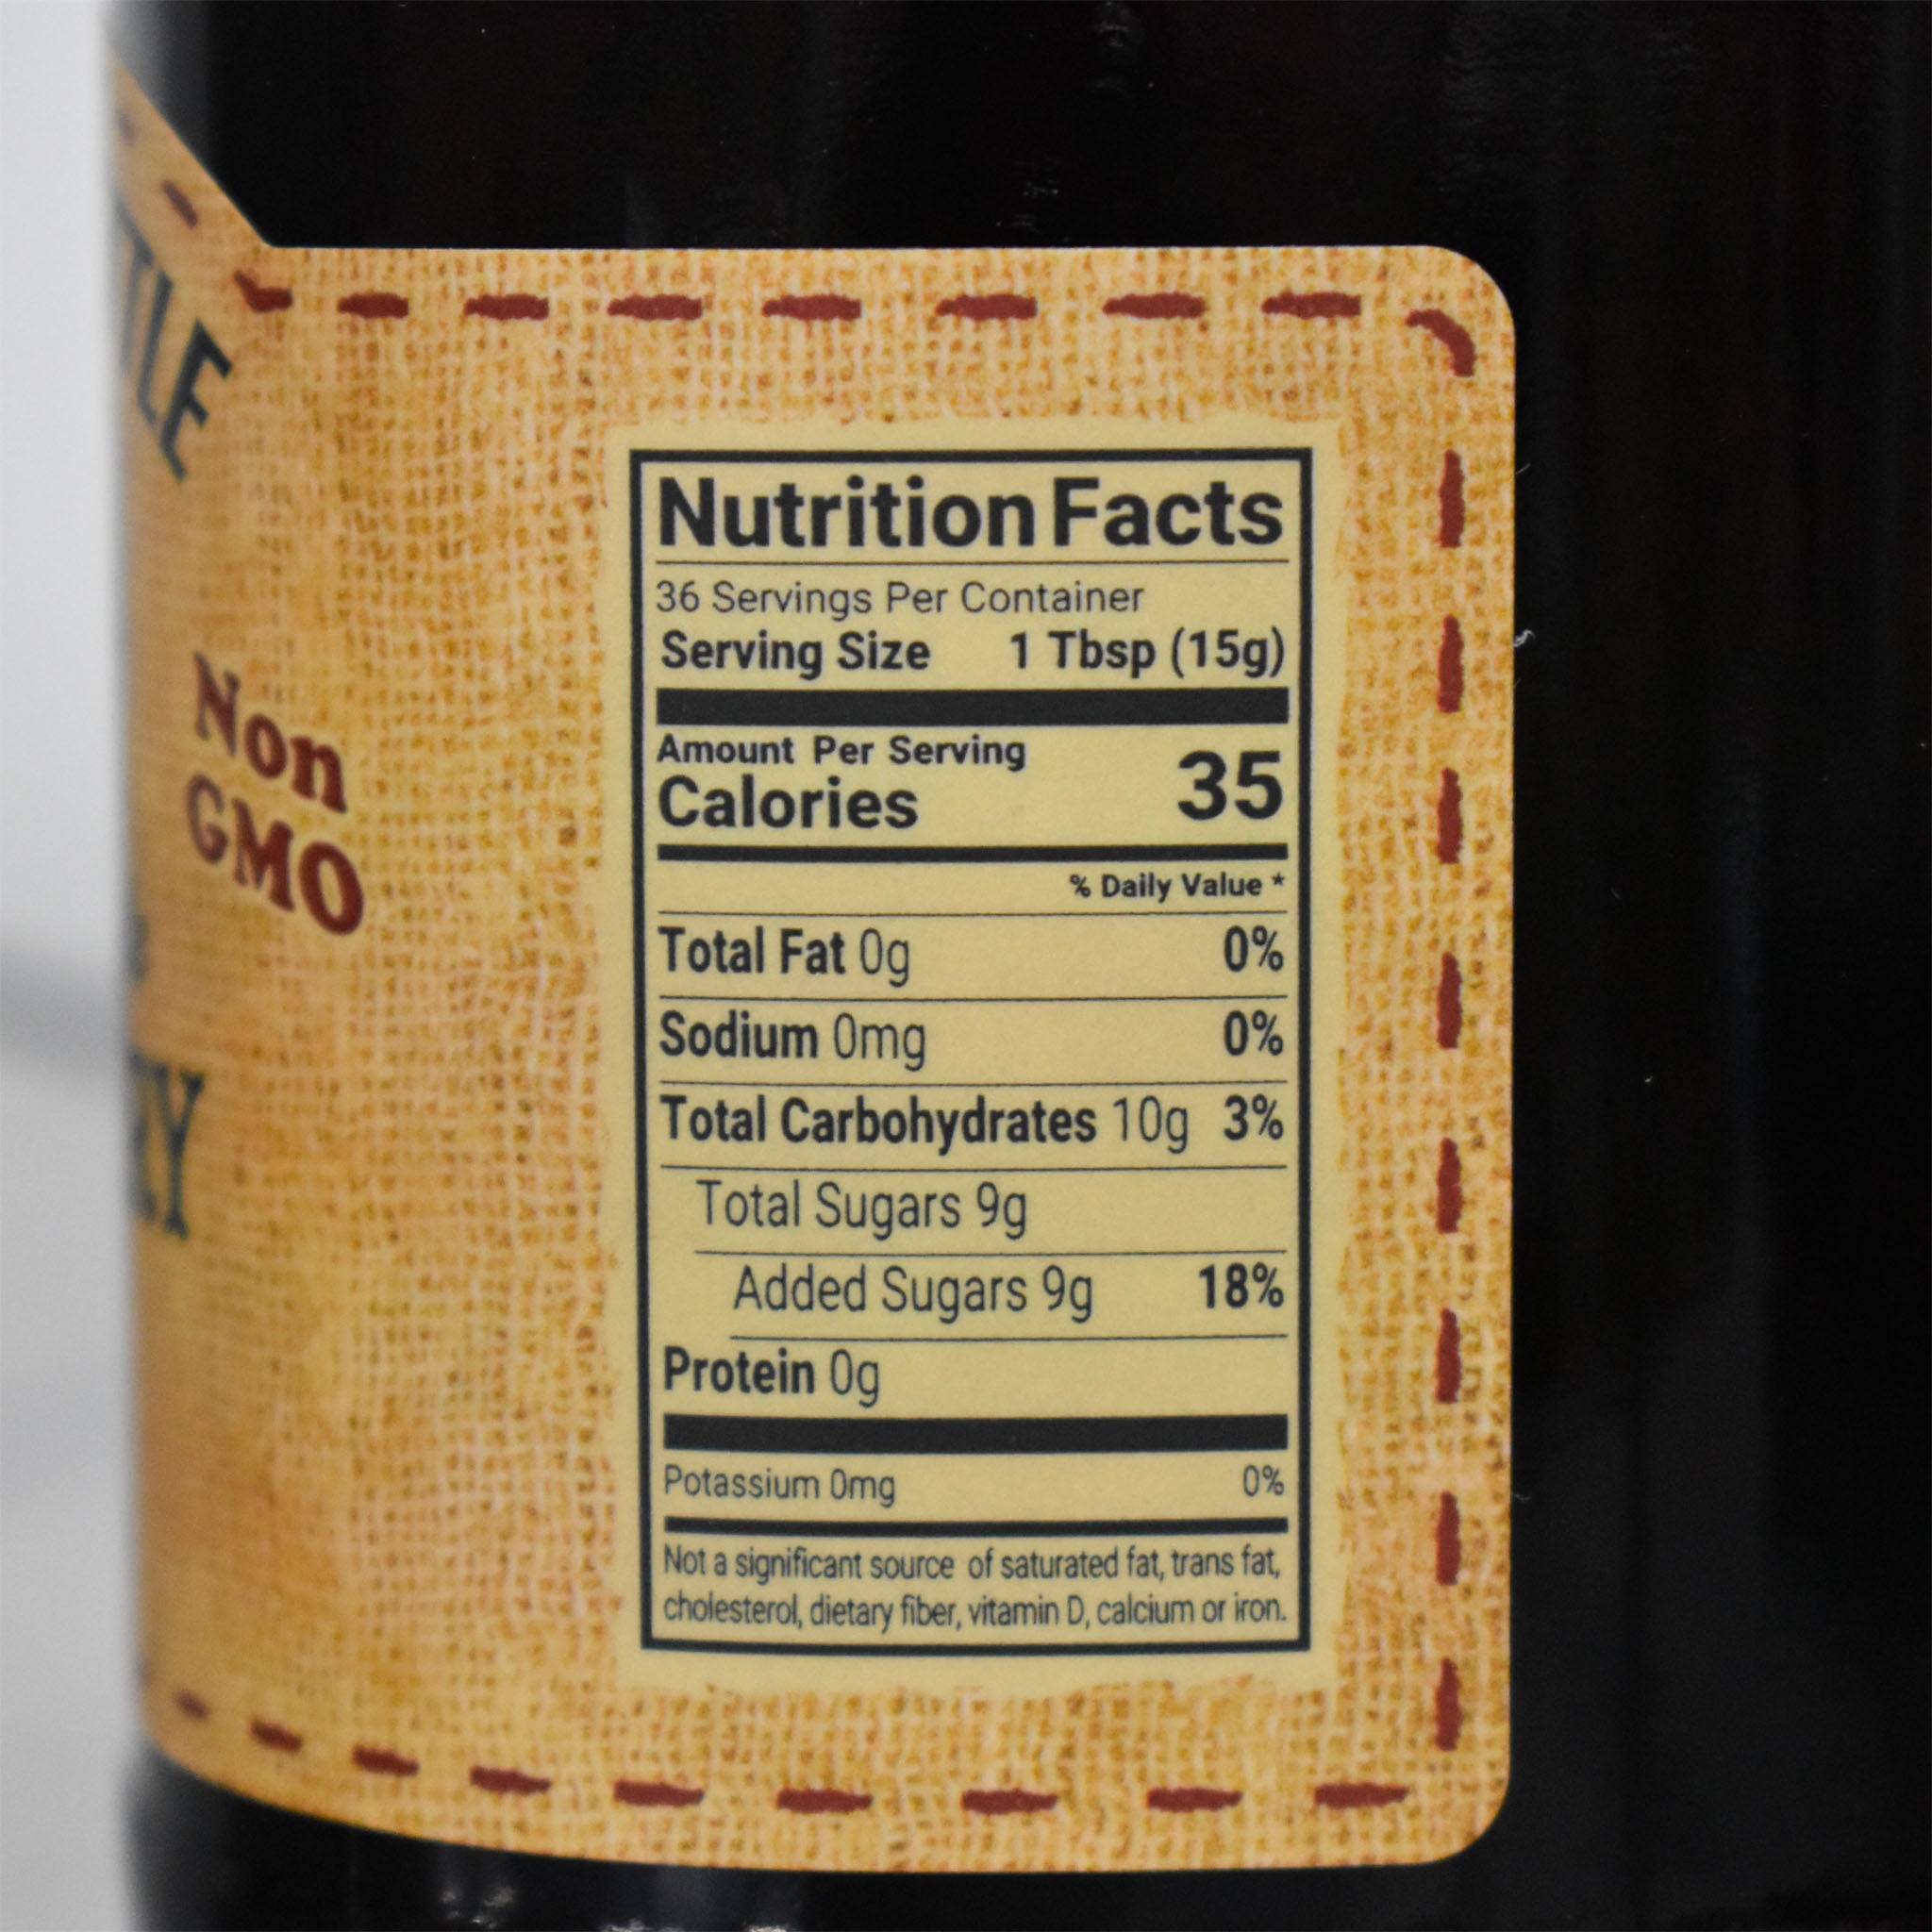 Non
GMO
Nutrition Facts
36 Servings Per Container
Serving Size 1 Tbsp (15g)
Amount Per Serving
Calories 35
% Daily Value *
Total Fat 0g 0%
Sodium 0mg 0%
Total Carbohydrates 10g 3%
Total Sugars 9g
Added Sugars 9g 18%
Protein 0g
Potassium 0mg 0%
Not a significant source of saturated fat, trans fat,
cholesterol, dietary fiber, vitamin D, calcium or iron.